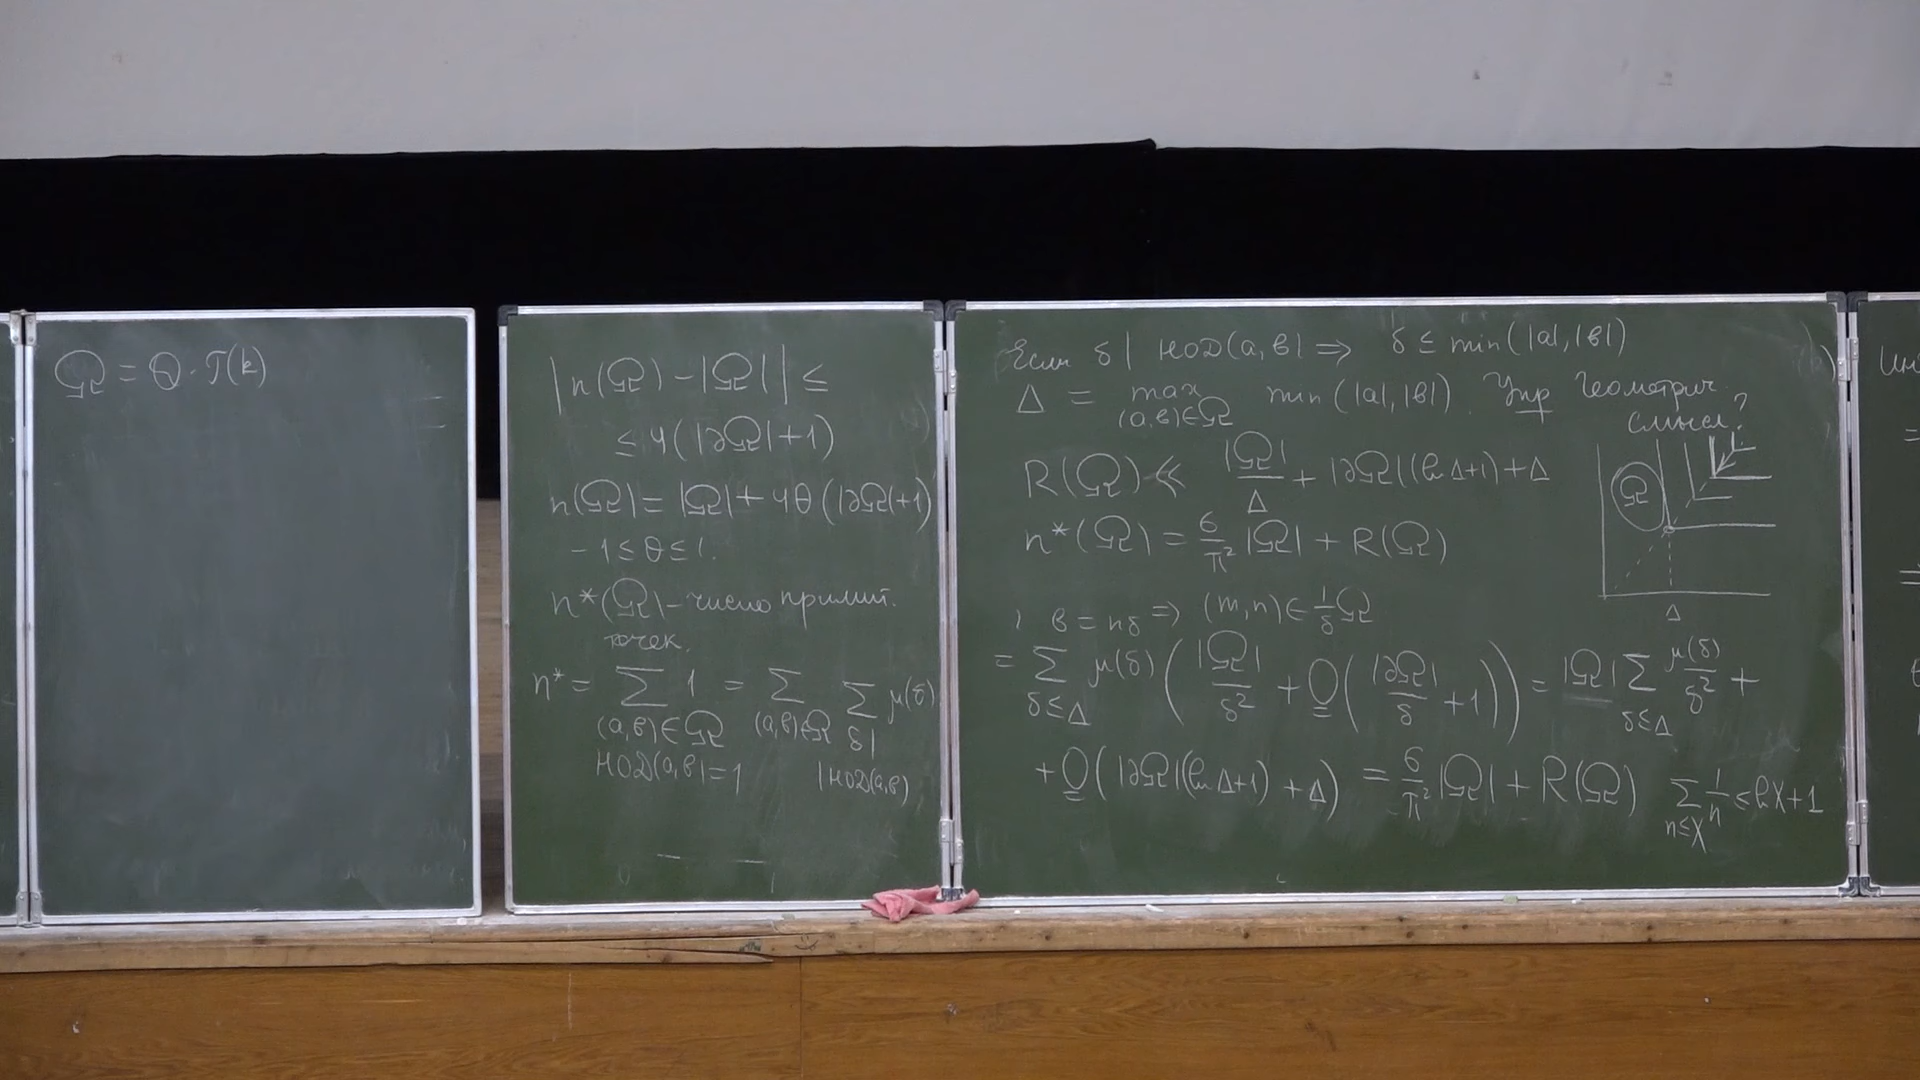 Ω = Q · T(k)
|n(Ω) − |Ω|| ≤
≤ 4(|∂Ω|+1)
n(Ω) = |Ω| + 4θ(|∂Ω|+1)
−1 ≤ θ ≤ 1.
n*(Ω) – число примит.
точек.
n* = ∑ 1 = ∑ ∑ μ(δ)
(a,b)∈Ω (a,b)∈Ω δ|
НОД(a,b)=1 |НОД(a,b)
Если δ | НОД(a,b) ⇒ δ ≤ min(|a|,|b|)
Δ = max min(|a|,|b|). Упр Геометрич.
(a,b)∈Ω смысл?
R(Ω) ≪ |Ω|/Δ + |∂Ω|(ln Δ+1) + Δ
n*(Ω) = 6/π² |Ω| + R(Ω)
Ω
Δ
, b = nδ ⇒ (m,n) ∈ 1/δ Ω
= ∑_{δ≤Δ} μ(δ) ( |Ω|/δ² + O( |∂Ω|/δ + 1 ) ) = |Ω| ∑_{δ≤Δ} μ(δ)/δ² +
+ O( |∂Ω|(ln Δ+1) + Δ ) = 6/π² |Ω| + R(Ω)
∑_{n≤X} 1/n ≤ ln X + 1